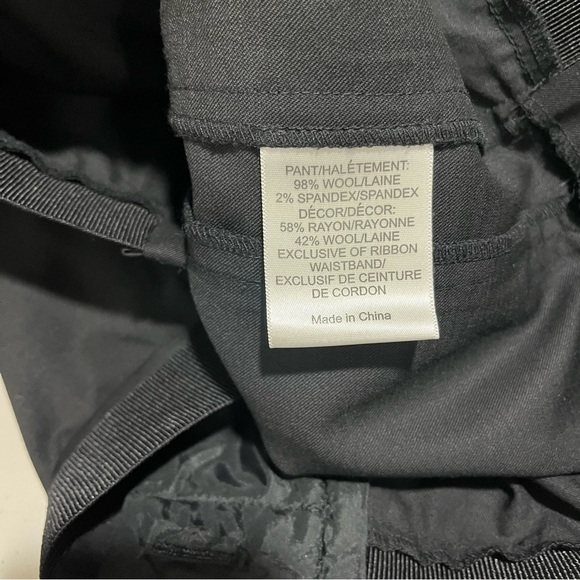 PANT/HALÉTEMENT:
98% WOOL/LAINE
2% SPANDEX/SPANDEX
DÉCOR/DÉCOR:
58% RAYON/RAYONNE
42% WOOL/LAINE
EXCLUSIVE OF RIBBON
WAISTBAND/
EXCLUSIF DE CEINTURE
DE CORDON
Made in China